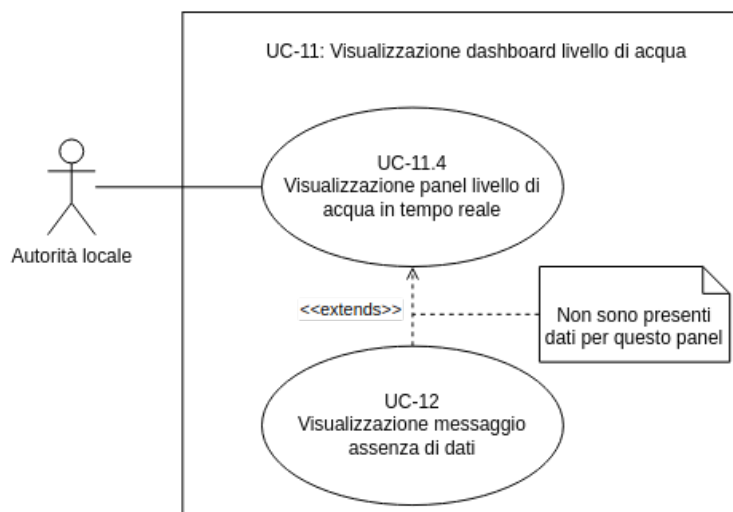 UC-11: Visualizzazione dashboard livello di acqua
UC-11.4
Visualizzazione panel livello di
acqua in tempo reale
Autorità locale
<<extends>>
Non sono presenti
dati per questo panel
UC-12
Visualizzazione messaggio
assenza di dati